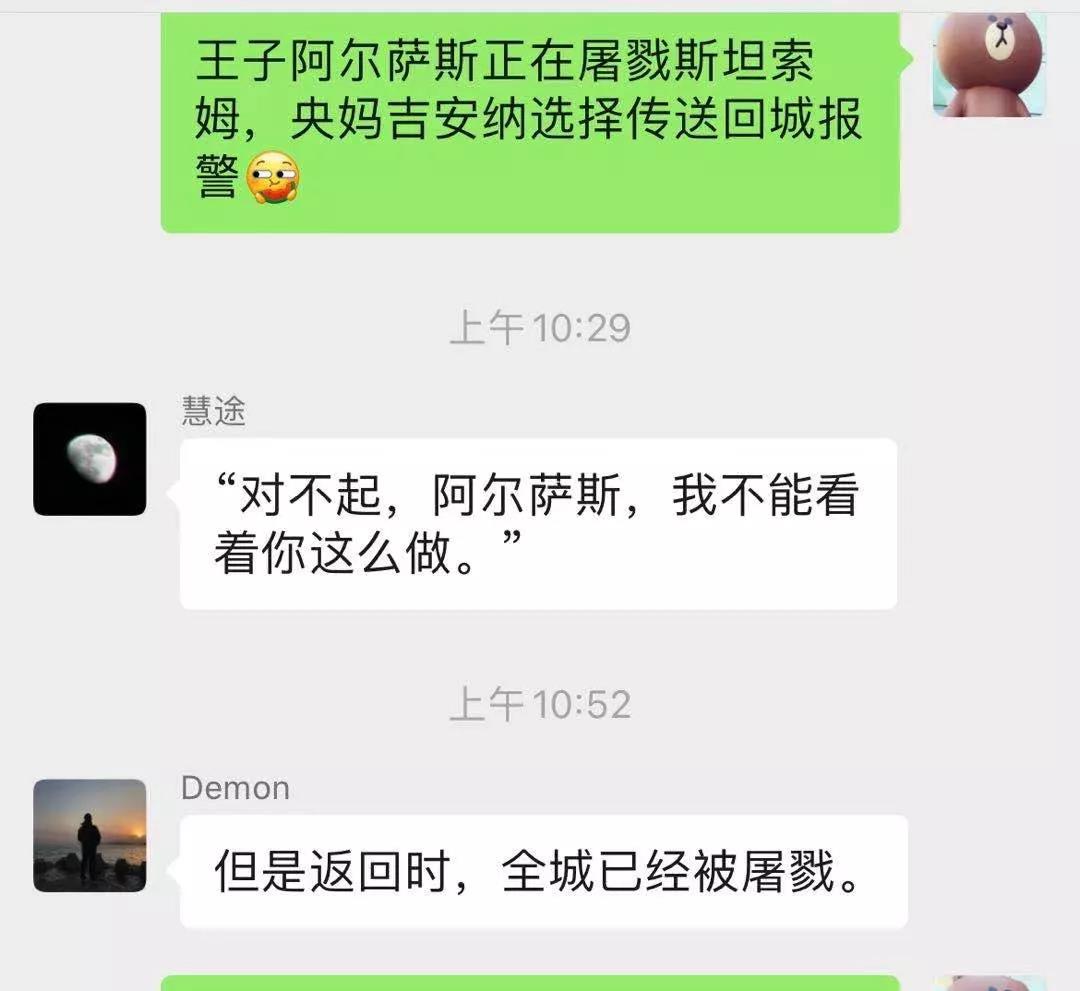 王子阿尔萨斯正在屠戮斯坦索
姆，央妈吉安纳选择传送回城报
警
上午10:29
慧途
“对不起，阿尔萨斯，我不能看
着你这么做。”
上午10:52
Demon
但是返回时，全城已经被屠戮。